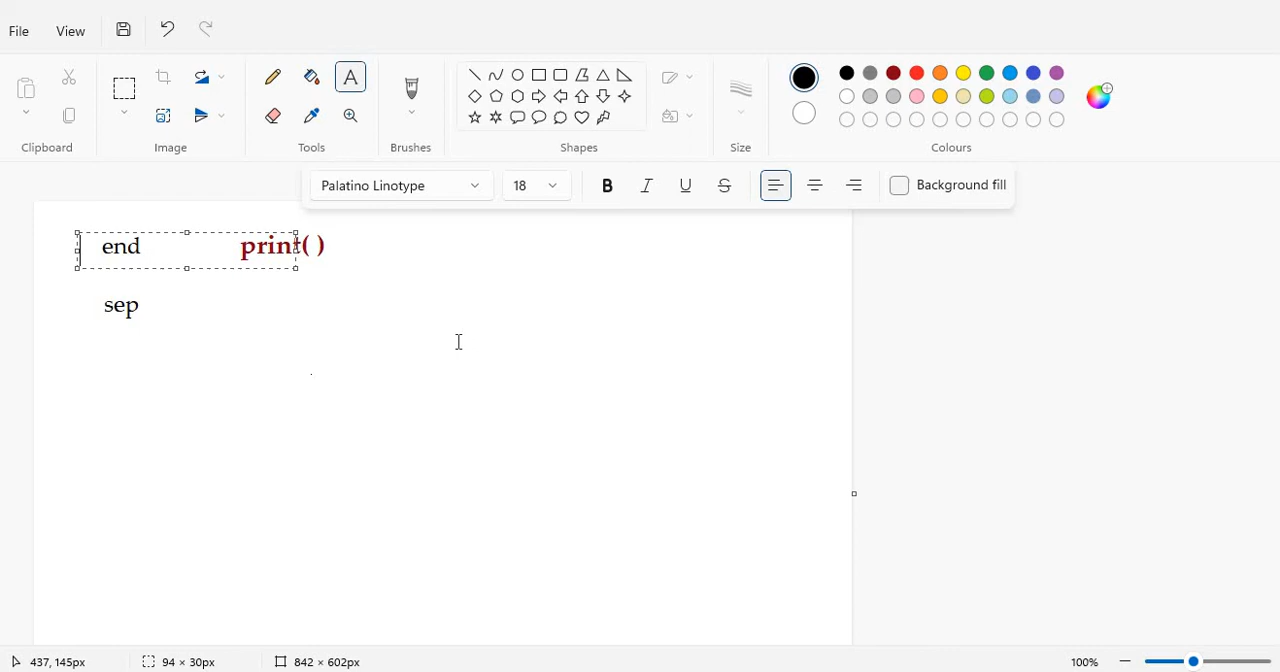 File View
Clipboard Image Tools Brushes Shapes Size Colours
Palatino Linotype 18 B I U S Background fill
end print( )
sep
437, 145px 94 × 30px 842 × 602px 100%